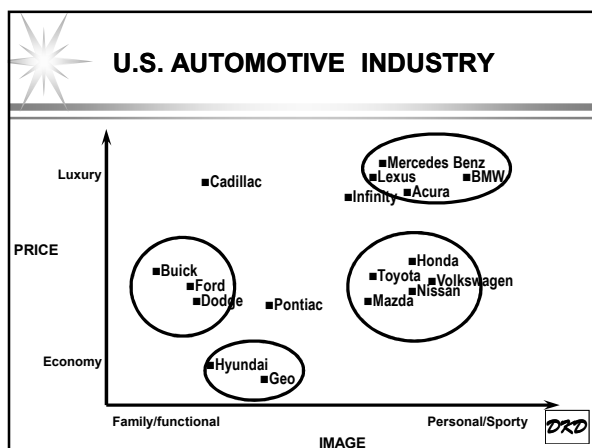 U.S. AUTOMOTIVE INDUSTRY
Luxury
PRICE
Economy
Mercedes Benz
Lexus
BMW
Cadillac
Acura
Infinity
Honda
Buick
Toyota
Volkswagen
Ford
Nissan
Dodge
Mazda
Pontiac
Hyundai
Geo
Family/functional
Personal/Sporty
IMAGE
DKD